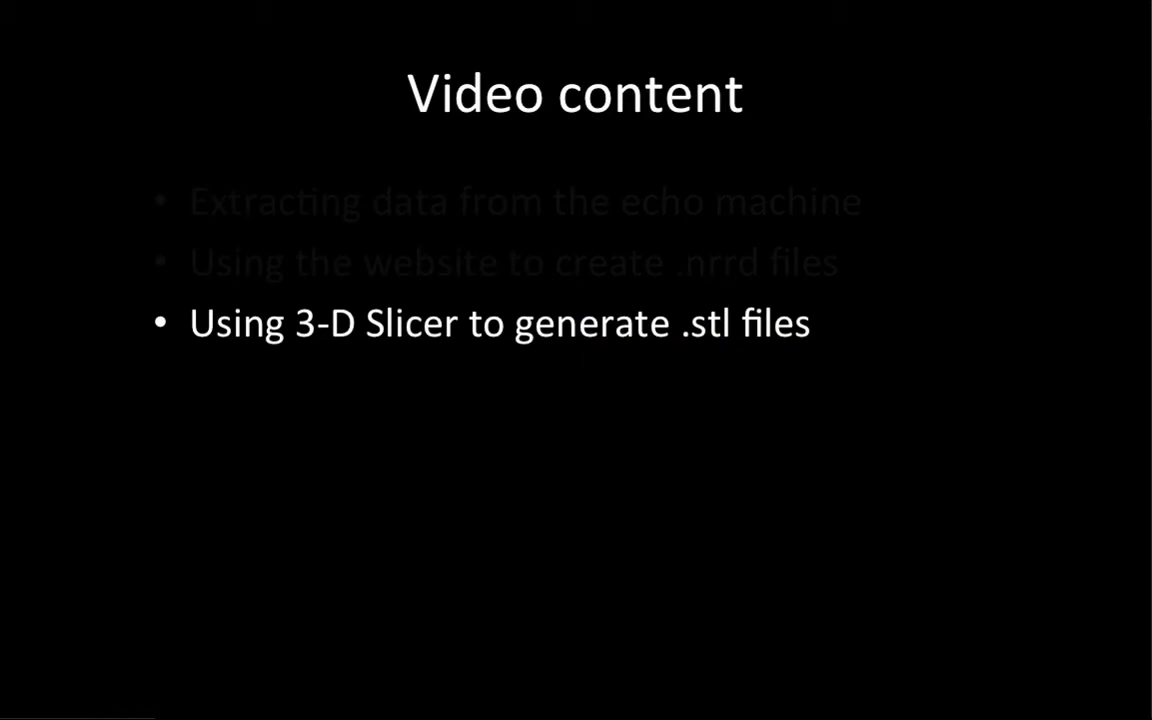 Video content
• Extracting data from the echo machine
• Using the website to create .nrrd files
• Using 3-D Slicer to generate .stl files